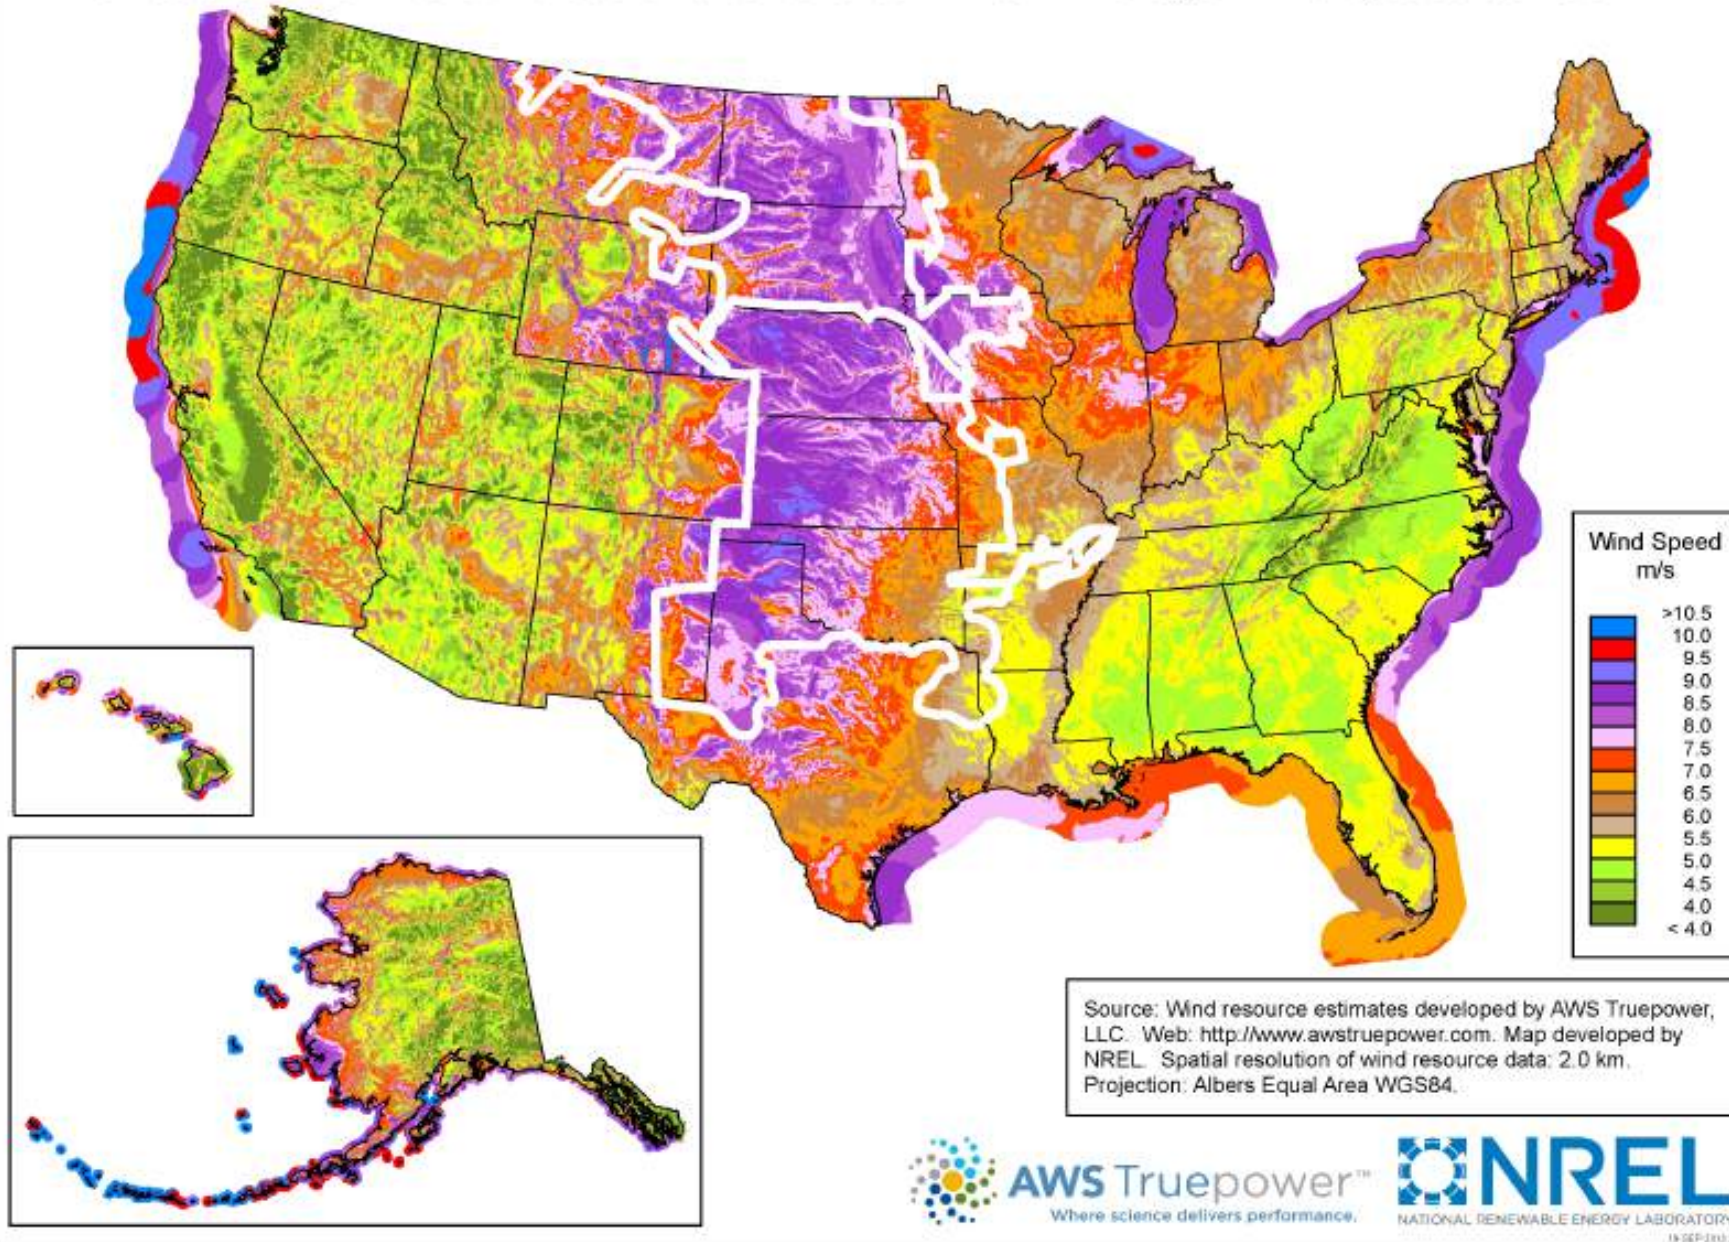 Wind Speed
m/s
>10.5
10.0
9.5
9.0
8.5
8.0
7.5
7.0
6.5
6.0
5.5
5.0
4.5
4.0
< 4.0
Source: Wind resource estimates developed by AWS Truepower,
LLC. Web: http://www.awstruepower.com. Map developed by
NREL. Spatial resolution of wind resource data: 2.0 km.
Projection: Albers Equal Area WGS84.
AWS Truepower™
Where science delivers performance.
NREL
NATIONAL RENEWABLE ENERGY LABORATORY